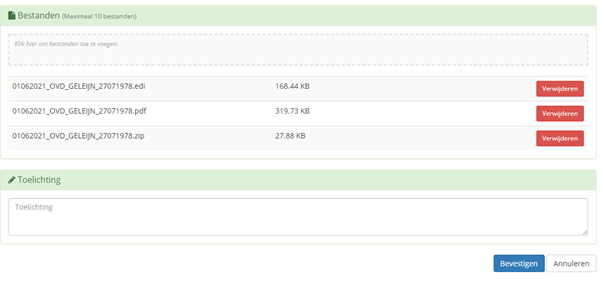 Bestanden (Maximaal 10 bestanden)
Klik hier om bestanden toe te voegen.
01062021_OVD_GELEIJN_27071978.edi 168.44 KB Verwijderen
01062021_OVD_GELEIJN_27071978.pdf 319.73 KB Verwijderen
01062021_OVD_GELEIJN_27071978.zip 27.88 KB Verwijderen
Toelichting
Toelichting
Bevestigen Annuleren